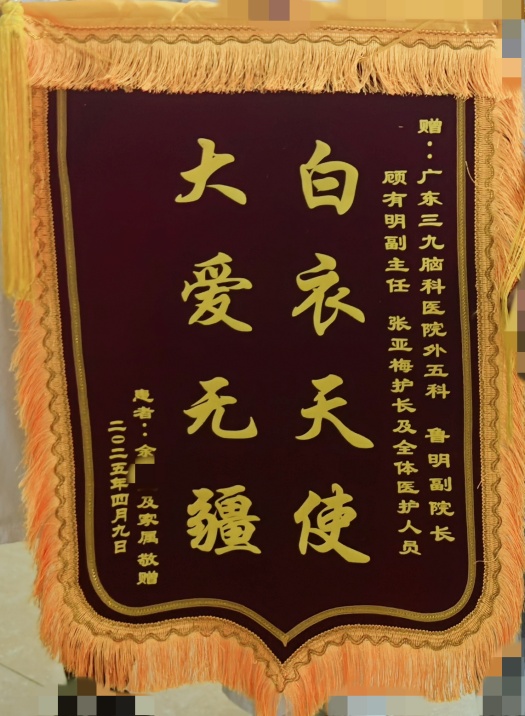 赠：广东三九脑科医院外五科 鲁明副院长
顾有明副主任 张亚梅护长及全体医护人员
白衣天使
大爱无疆
患者：金 及家属 敬赠
二〇二五年四月九日